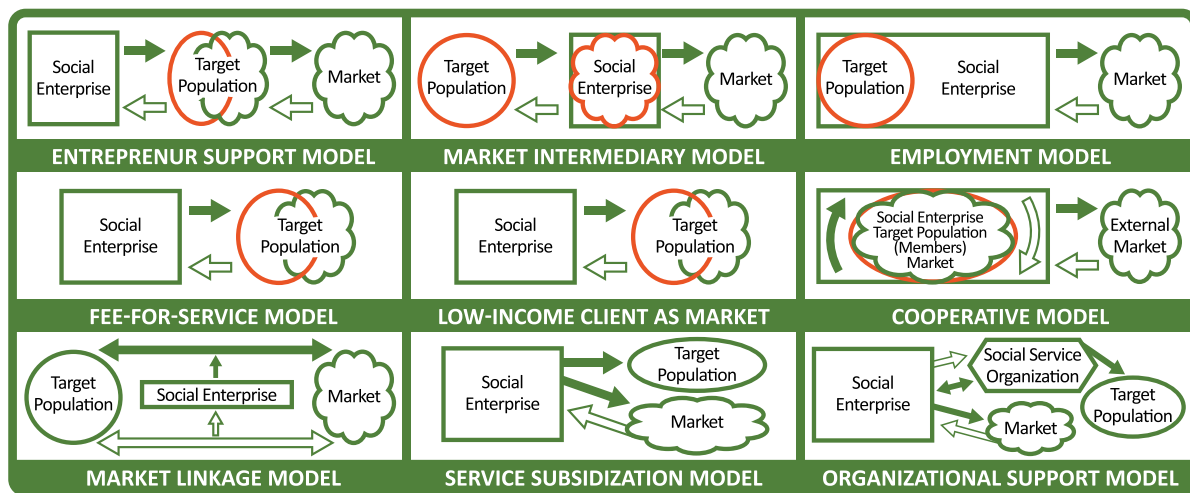 Social
Enterprise
Target
Population
Market
ENTREPRENUR SUPPORT MODEL
Target
Population
Social
Enterprise
Market
MARKET INTERMEDIARY MODEL
Target
Population
Social
Enterprise
Market
EMPLOYMENT MODEL
Social
Enterprise
Target
Population
FEE-FOR-SERVICE MODEL
Social
Enterprise
Target
Population
LOW-INCOME CLIENT AS MARKET
Social Enterprise
Target Population
(Members)
Market
External
Market
COOPERATIVE MODEL
Target
Population
Social Enterprise
Market
MARKET LINKAGE MODEL
Social
Enterprise
Target
Population
Market
SERVICE SUBSIDIZATION MODEL
Social
Enterprise
Social Service
Organization
Market
Target
Population
ORGANIZATIONAL SUPPORT MODEL